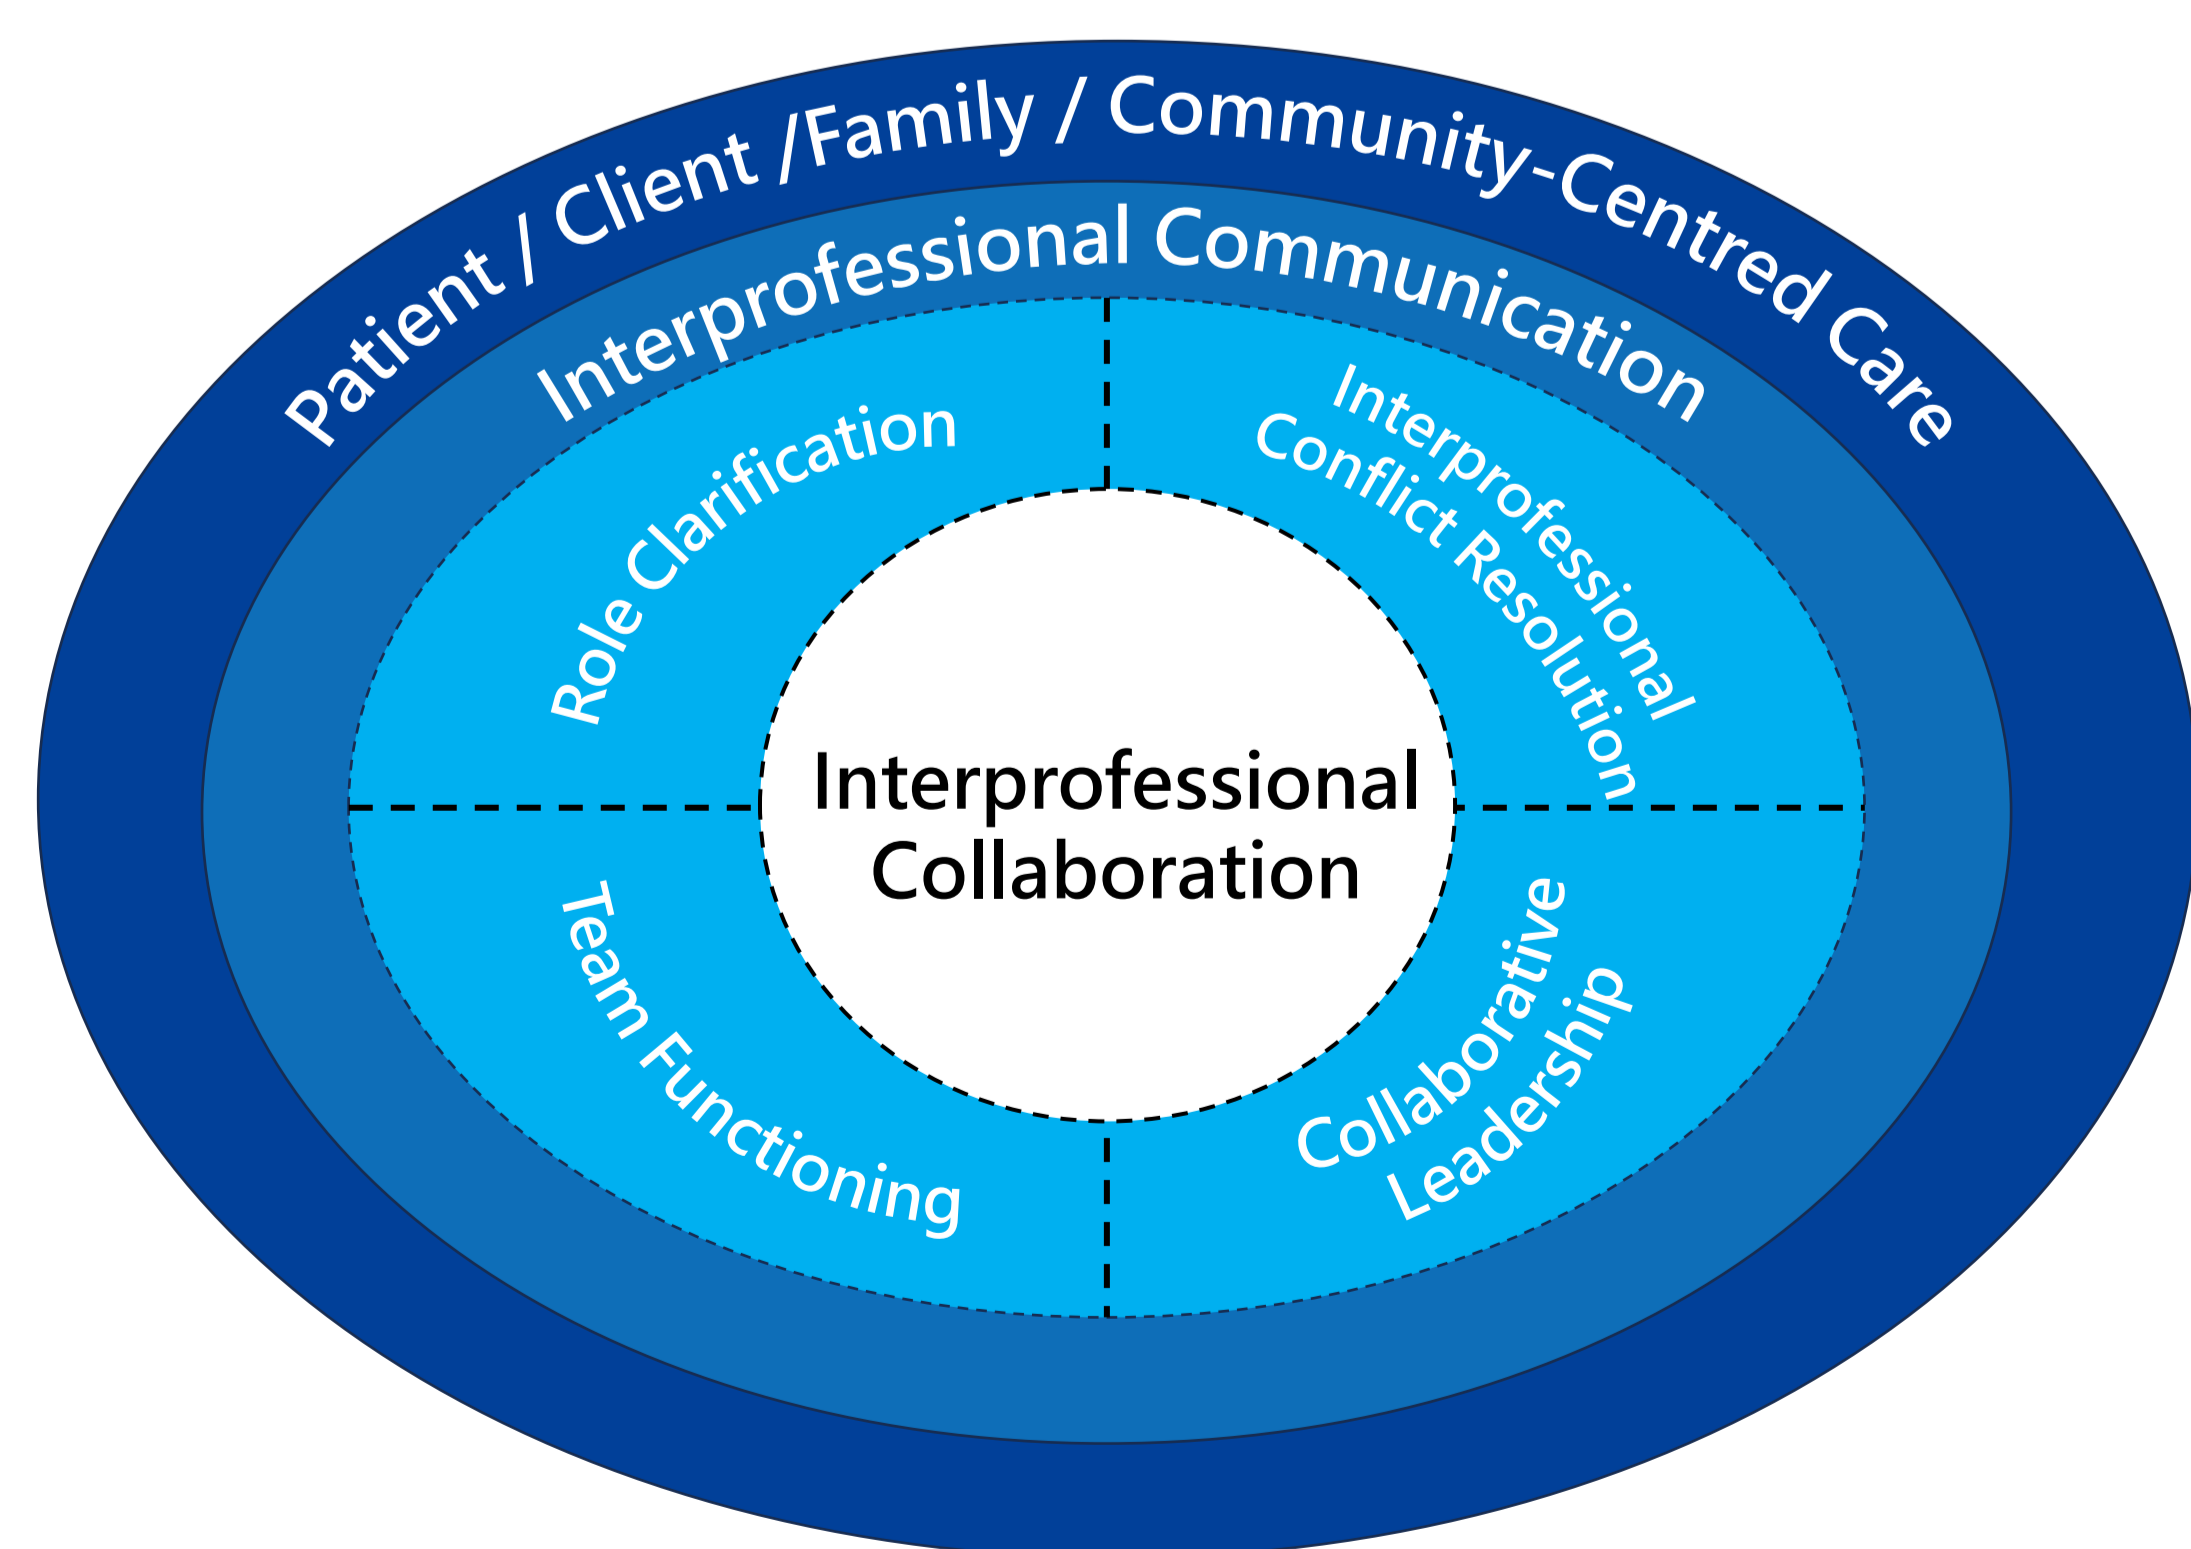 Patient / Client /Family / Community-Centred Care
Interprofessional Communication
Role Clarification
Interprofessional
Conflict Resolution
Interprofessional
Collaboration
Team Functioning
Collaborative
Leadership